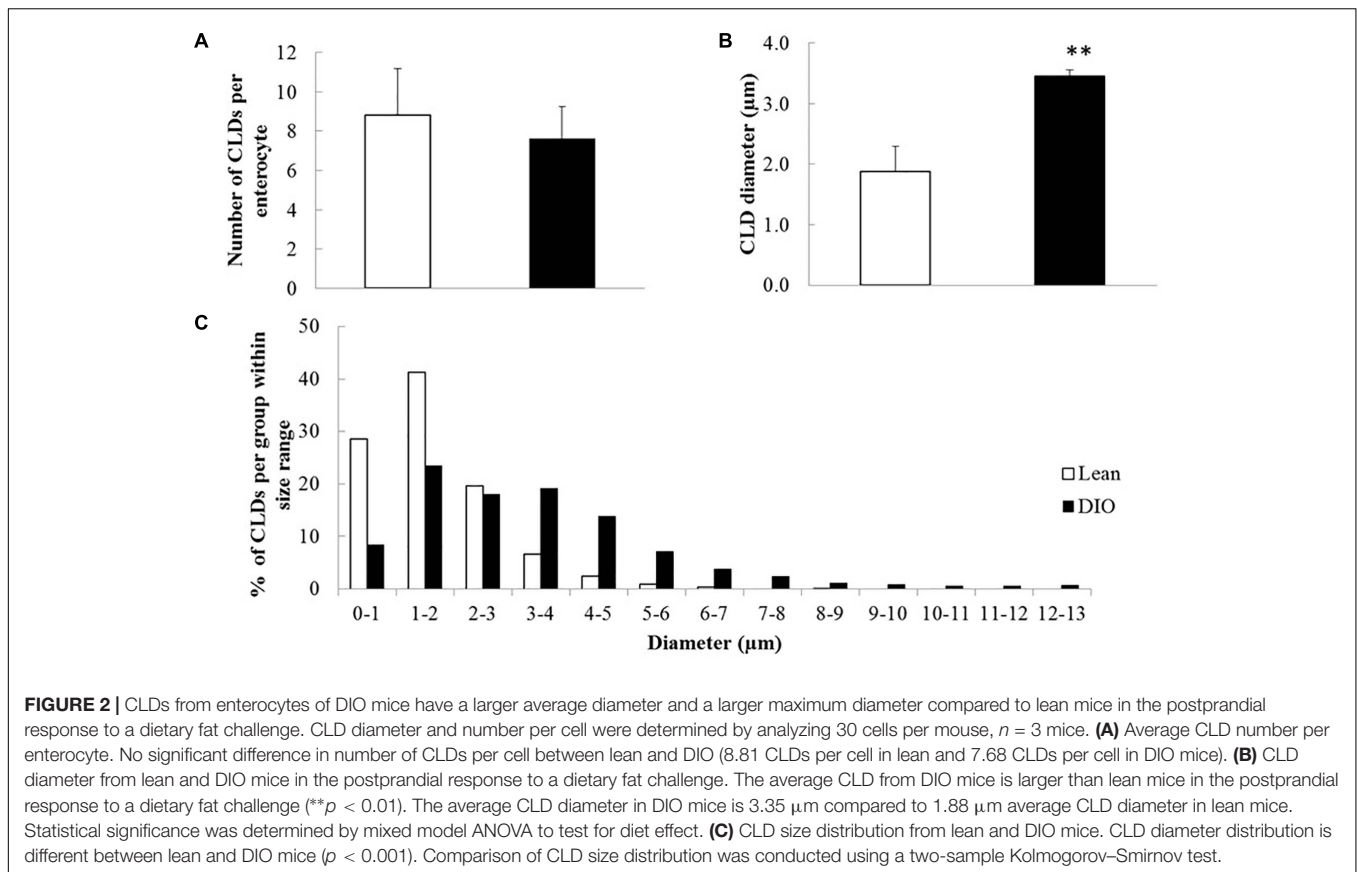 A
Number of CLDs per
enterocyte
12
10
8
6
4
2
0
B
CLD diameter (µm)
4.0
3.0
2.0
1.0
0.0
**
C
% of CLDs per group within
size range
50
40
30
20
10
0
0-1 1-2 2-3 3-4 4-5 5-6 6-7 7-8 8-9 9-10 10-11 11-12 12-13
Diameter (µm)
Lean
DIO
FIGURE 2 | CLDs from enterocytes of DIO mice have a larger average diameter and a larger maximum diameter compared to lean mice in the postprandial
response to a dietary fat challenge. CLD diameter and number per cell were determined by analyzing 30 cells per mouse, n = 3 mice. (A) Average CLD number per
enterocyte. No significant difference in number of CLDs per cell between lean and DIO (8.81 CLDs per cell in lean and 7.68 CLDs per cell in DIO mice). (B) CLD
diameter from lean and DIO mice in the postprandial response to a dietary fat challenge. The average CLD from DIO mice is larger than lean mice in the postprandial
response to a dietary fat challenge (**p < 0.01). The average CLD diameter in DIO mice is 3.35 µm compared to 1.88 µm average CLD diameter in lean mice.
Statistical significance was determined by mixed model ANOVA to test for diet effect. (C) CLD size distribution from lean and DIO mice. CLD diameter distribution is
different between lean and DIO mice (p < 0.001). Comparison of CLD size distribution was conducted using a two-sample Kolmogorov–Smirnov test.